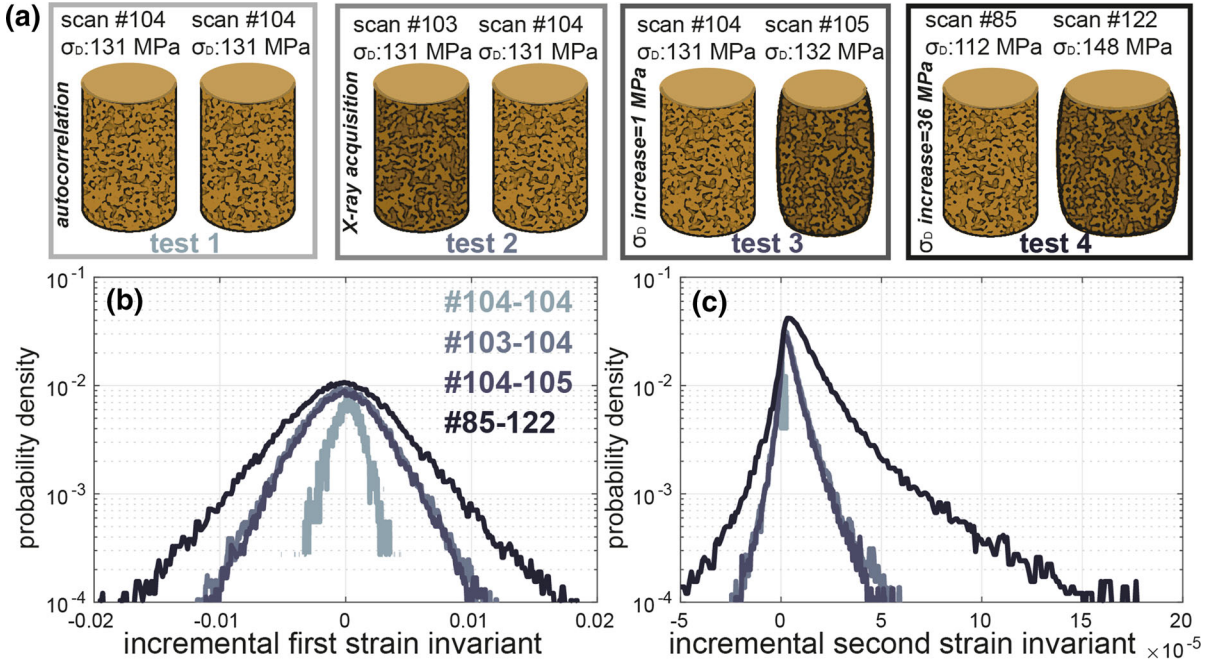 (a)
scan #104 scan #104
σD:131 MPa σD:131 MPa
autocorrelation
test 1
scan #103 scan #104
σD:131 MPa σD:131 MPa
X-ray acquisition
test 2
scan #104 scan #105
σD:131 MPa σD:132 MPa
σD increase=1 MPa
test 3
scan #85 scan #122
σD:112 MPa σD:148 MPa
σD increase=36 MPa
test 4
(b)
#104-104
#103-104
#104-105
#85-122
probability density
10-1
10-2
10-3
10-4
-0.02 -0.01 0 0.01 0.02
incremental first strain invariant
(c)
probability density
10-1
10-2
10-3
10-4
-5 0 5 10 15 20
incremental second strain invariant ×10-5